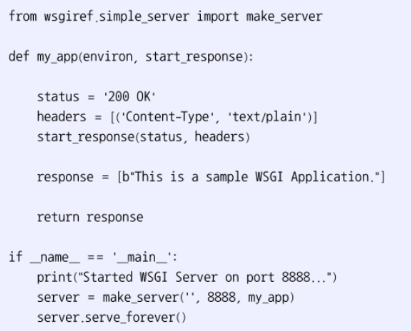 from wsgiref.simple_server import make_server
def my_app(environ, start_response):
    status = '200 OK'
    headers = [('Content-Type', 'text/plain')]
    start_response(status, headers)
    response = [b"This is a sample WSGI Application."]
    return response
if __name__ == '__main__':
    print("Started WSGI Server on port 8888...")
    server = make_server('', 8888, my_app)
    server.serve_forever()